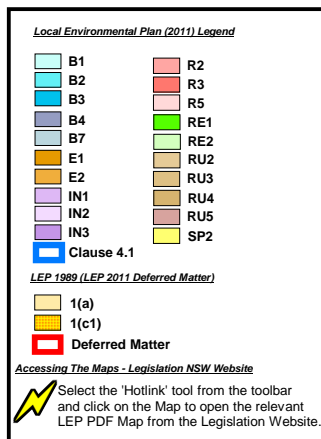 Local Environmental Plan (2011) Legend
B1
B2
B3
B4
B7
E1
E2
IN1
IN2
IN3
Clause 4.1
R2
R3
R5
RE1
RE2
RU2
RU3
RU4
RU5
SP2
LEP 1989 (LEP 2011 Deferred Matter)
1(a)
1(c1)
Deferred Matter
Accessing The Maps - Legislation NSW Website
Select the 'Hotlink' tool from the toolbar
and click on the Map to open the relevant
LEP PDF Map from the Legislation Website.